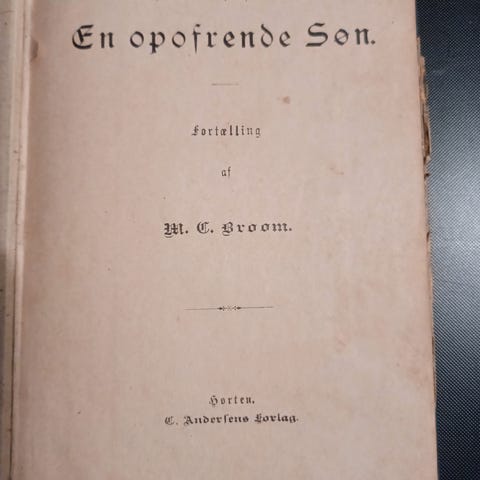 En opofrende Søn.
Fortælling
af
M. C. Broom.
Horten.
C. Andersens Forlag.